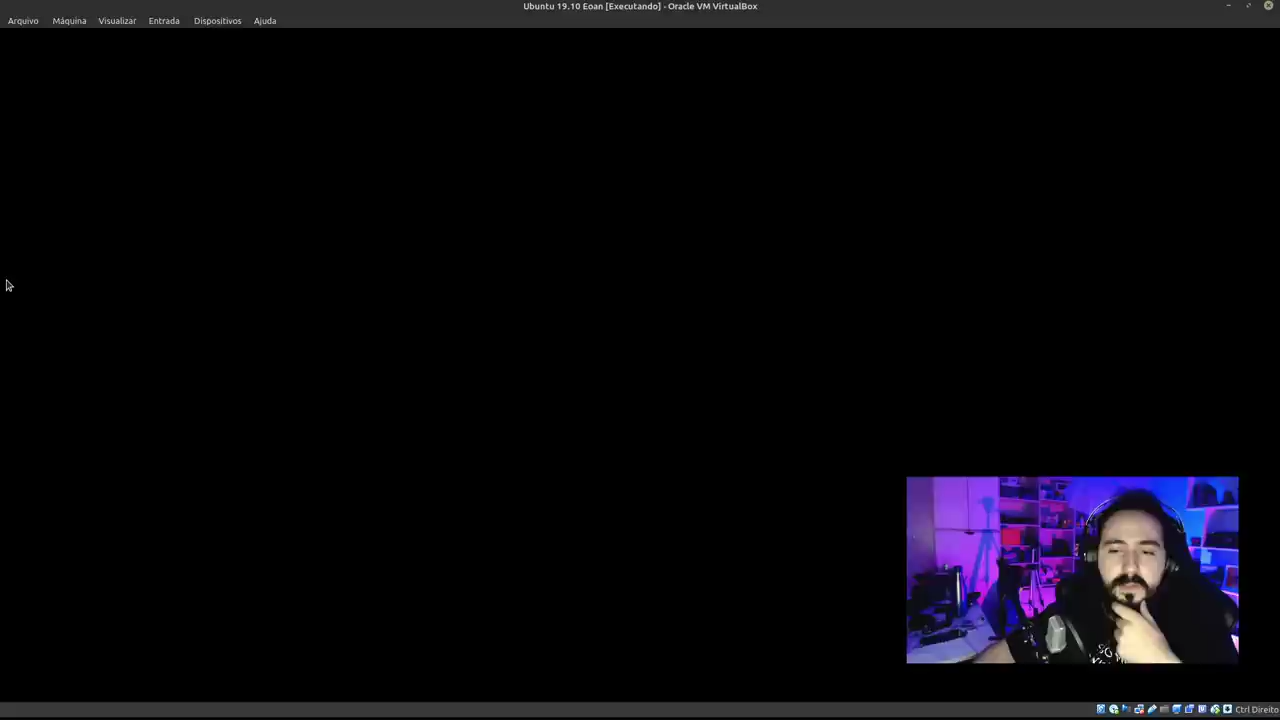 Ubuntu 19.10 Eoan [Executando] - Oracle VM VirtualBox
Arquivo Máquina Visualizar Entrada Dispositivos Ajuda
Ctrl Direito